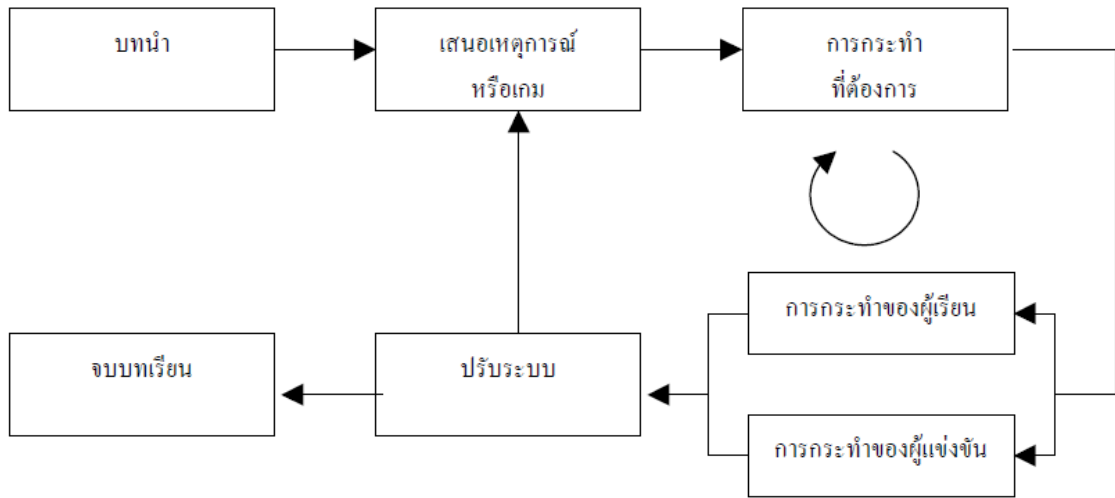 บทนำ
เสนอเหตุการณ์
หรือเกม
การกระทำ
ที่ต้องการ
การกระทำของผู้เรียน
จบบทเรียน
ปรับระบบ
การกระทำของผู้แข่งขัน